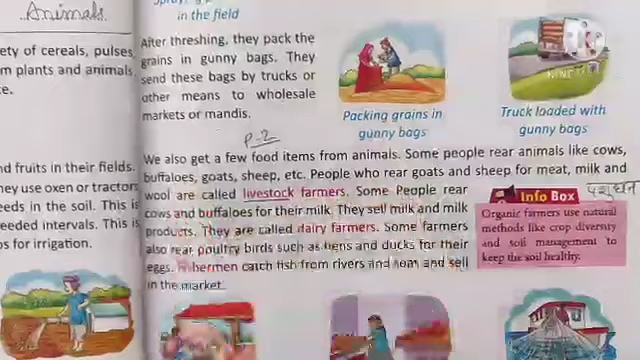 Animals
in the field
ety of cereals, pulses,
m plants and animals.
ce.
After threshing, they pack the
grains in gunny bags. They
send these bags by trucks or
other means to wholesale
markets or mandis.
Packing grains in
gunny bags
Truck loaded with
gunny bags
P-2
nd fruits in their fields.
hey use oxen or tractors
eeds in the soil. This is
eeded intervals. This is
ps for irrigation.
We also get a few food items from animals. Some people rear animals like cows,
buffaloes, goats, sheep, etc. People who rear goats and sheep for meat, milk and
wool are called livestock farmers. Some People rear
cows and buffaloes for their milk. They sell milk and milk
products. They are called dairy farmers. Some farmers
also rear poultry birds such as hens and ducks for their
eggs. Fishermen catch fish from rivers and seas and sell
in the market.
Info Box
पशुधन
Organic farmers use natural
methods like crop diversity
and soil management to
keep the soil healthy.